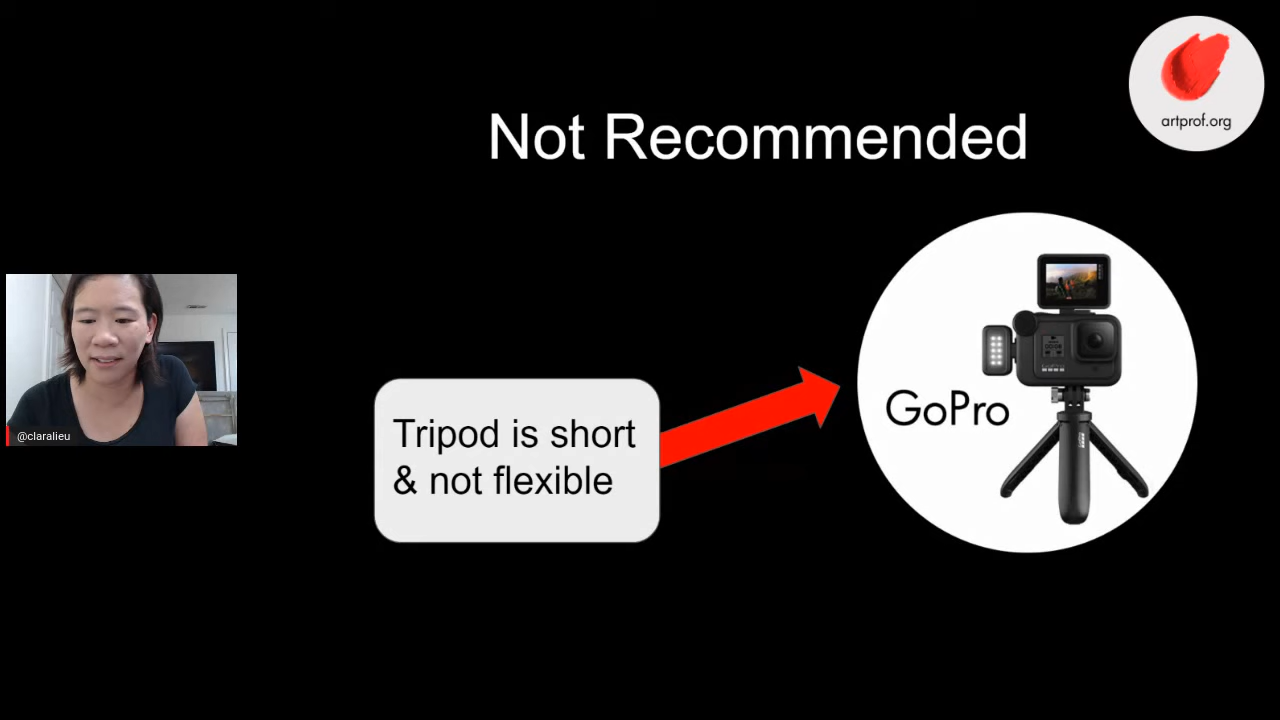 Not Recommended
artprof.org
@claralieu
Tripod is short
& not flexible
GoPro